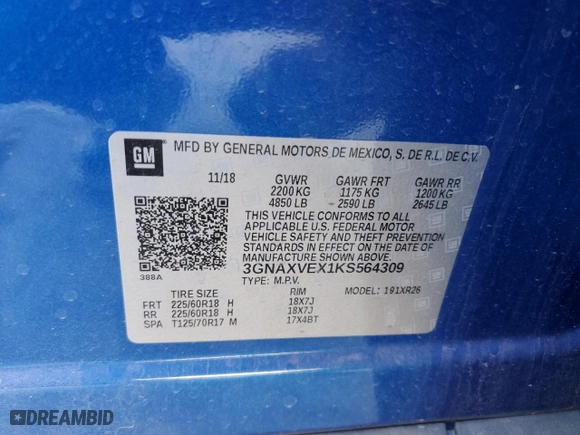 GM MFD BY GENERAL MOTORS DE MEXICO, S. DE R.L. DE C.V.
11/18 GVWR GAWR FRT GAWR RR
2200 KG 1175 KG 1200 KG
4850 LB 2590 LB 2645 LB
THIS VEHICLE CONFORMS TO ALL
APPLICABLE U.S. FEDERAL MOTOR
VEHICLE SAFETY AND THEFT PREVENTION
STANDARDS IN EFFECT ON THE DATE OF
MANUFACTURE SHOWN ABOVE.
3GNAXVEX1KS564309
388A TYPE: M.P.V.
TIRE SIZE RIM MODEL: 191XR26
FRT 225/60R18 H 18X7J
RR 225/60R18 H 18X7J
SPA T125/70R17 M 17X4BT
DREAMBID